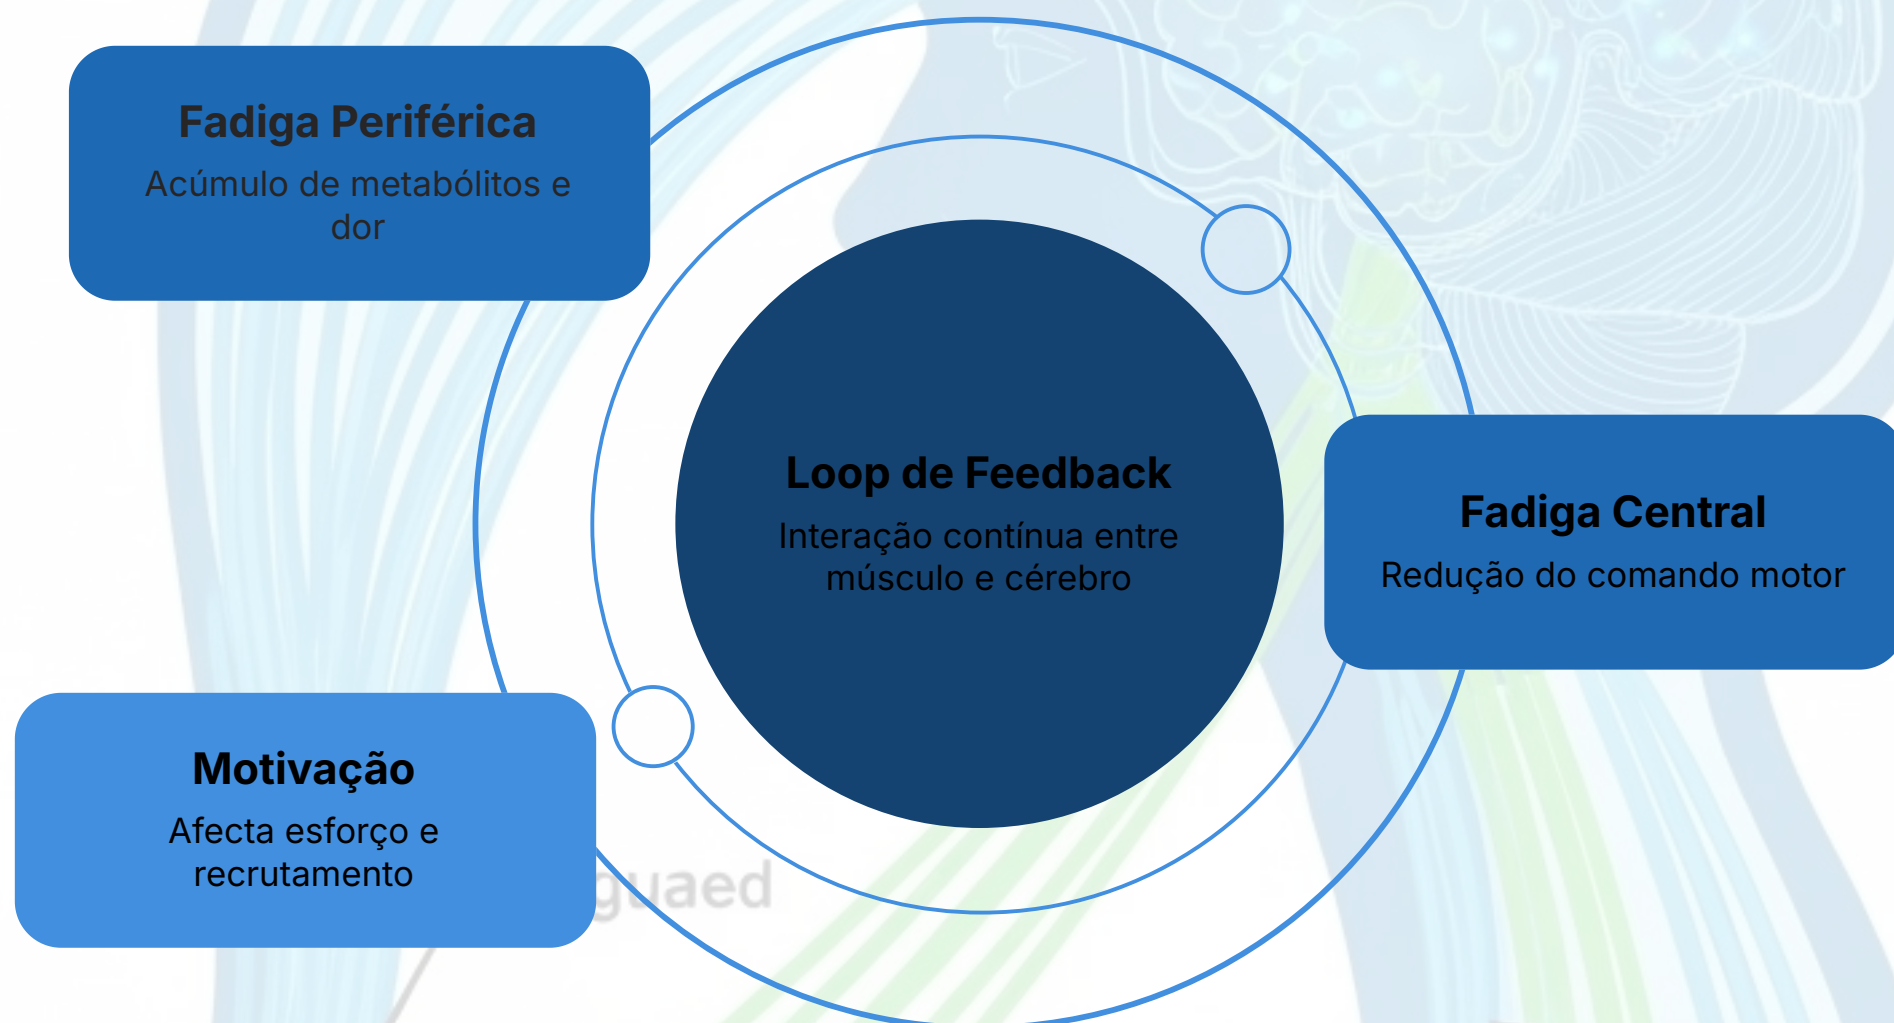 Fadiga Periférica
Acúmulo de metabólitos e
dor
Loop de Feedback
Interação contínua entre
músculo e cérebro
Fadiga Central
Redução do comando motor
Motivação
Afecta esforço e
recrutamento
guaed